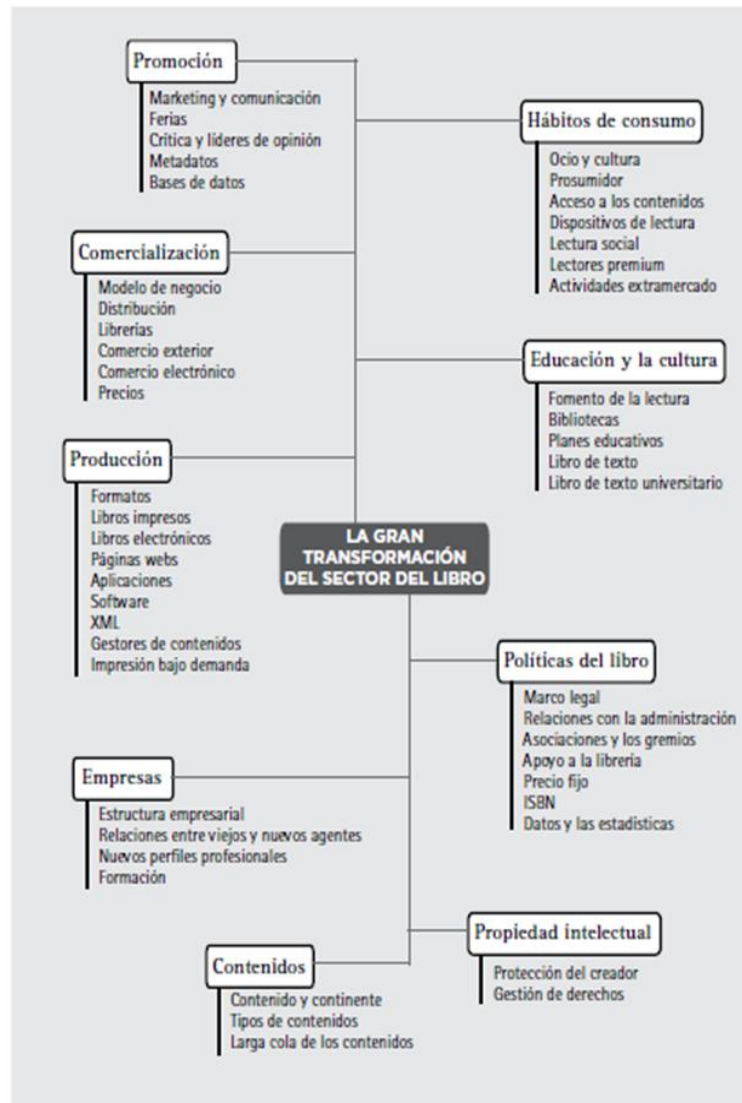 Promoción
Marketing y comunicación
Ferias
Crítica y líderes de opinión
Metadatos
Bases de datos
Hábitos de consumo
Ocio y cultura
Prosumidor
Acceso a los contenidos
Dispositivos de lectura
Lectura social
Lectores premium
Actividades extramercado
Comercialización
Modelo de negocio
Distribución
Librerías
Comercio exterior
Comercio electrónico
Precios
Educación y la cultura
Fomento de la lectura
Bibliotecas
Planes educativos
Libro de texto
Libro de texto universitario
Producción
Formatos
Libros impresos
Libros electrónicos
Páginas webs
Aplicaciones
Software
XML
Gestores de contenidos
Impresión bajo demanda
LA GRAN
TRANSFORMACIÓN
DEL SECTOR DEL LIBRO
Políticas del libro
Marco legal
Relaciones con la administración
Asociaciones y los gremios
Apoyo a la librería
Precio fijo
ISBN
Datos y las estadísticas
Empresas
Estructura empresarial
Relaciones entre viejos y nuevos agentes
Nuevos perfiles profesionales
Formación
Propiedad intelectual
Protección del creador
Gestión de derechos
Contenidos
Contenido y continente
Tipos de contenidos
Larga cola de los contenidos